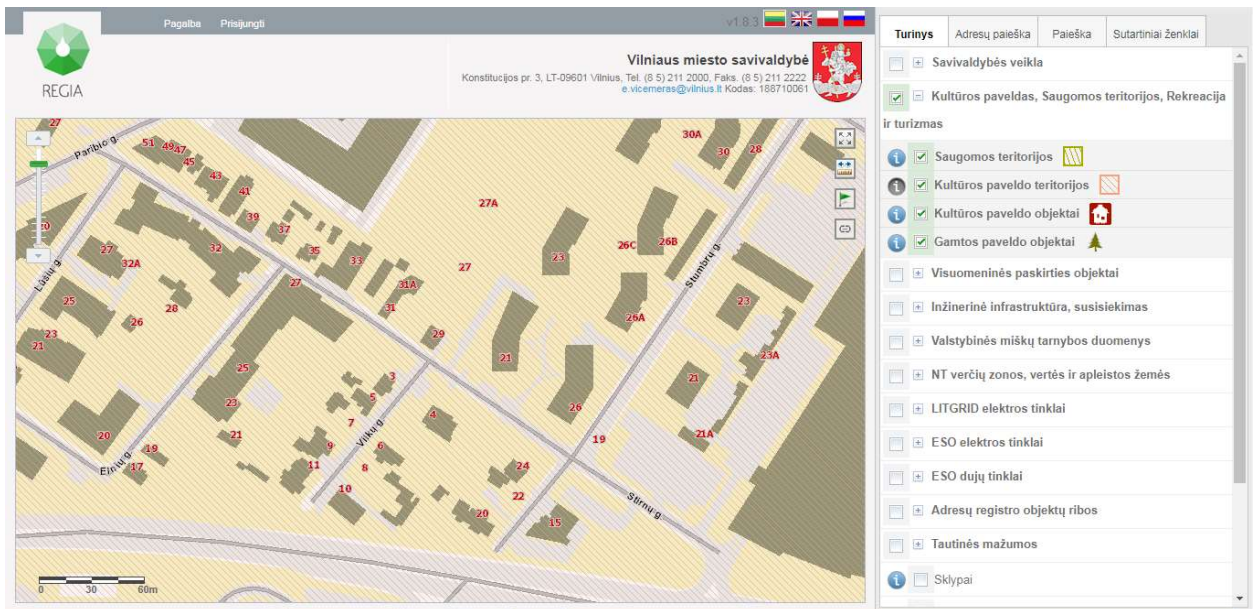 Pagalba Prisijungti v1.8.3
REGIA
Vilniaus miesto savivaldybė
Konstitucijos pr. 3, LT-09601 Vilnius, Tel. (8 5) 211 2000, Faks. (8 5) 211 2222
e.vicemeras@vilnius.lt Kodas: 188710061
Turinys Adresų paieška Paieška Sutartiniai ženklai
Savivaldybės veikla
Kultūros paveldas, Saugomos teritorijos, Rekreacija
ir turizmas
Saugomos teritorijos
Kultūros paveldo teritorijos
Kultūros paveldo objektai
Gamtos paveldo objektai
Visuomeninės paskirties objektai
Inžinerinė infrastruktūra, susisiekimas
Valstybinės miškų tarnybos duomenys
NT verčių zonos, vertės ir apleistos žemės
LITGRID elektros tinklai
ESO elektros tinklai
ESO dujų tinklai
Adresų registro objektų ribos
Tautinės mažumos
Sklypai
27
Paribio g.
51
49
47
45
43
41
39
37
35
33
32
31A
31
29
27
32A
Lūšių g.
25
28
26
23
21
20
19
17
Einių g.
27
25
23
21
30A
30
28
27A
27
26C
26B
23
Stumbrų g.
26A
21
26
23
23A
21
21A
19
3
5
7
Vilkų g.
4
9
6
11
8
10
24
22
20
15
Stirnų g.
0 30 60m